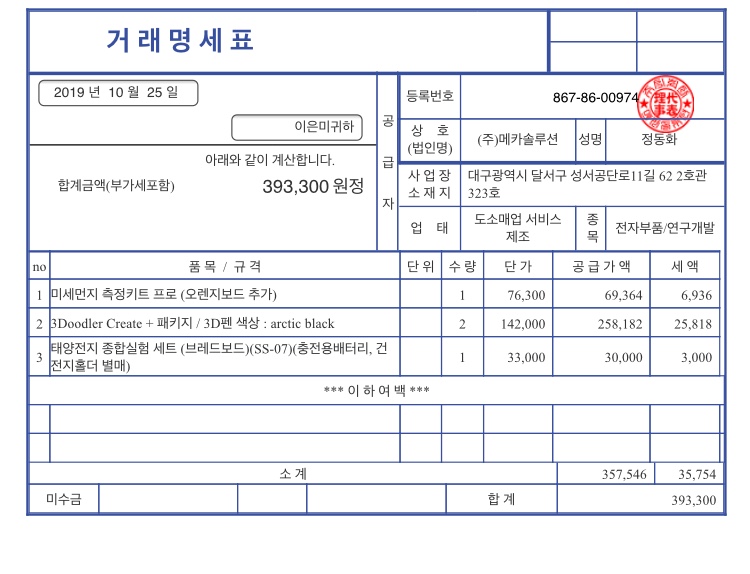 거래명세표
2019 년 10 월 25 일
이은미귀하
아래와 같이 계산합니다.
합계금액(부가세포함) 393,300 원정
공급자
등록번호 867-86-00974
상 호 (법인명) (주)메카솔루션 성명 정동화
사 업 장 소 재 지 대구광역시 달서구 성서공단로11길 62 2호관
323호
업 태 도소매업 서비스 제조 종목 전자부품/연구개발
no 품 목 / 규 격 단 위 수 량 단 가 공 급 가 액 세 액
1 미세먼지 측정키트 프로 (오렌지보드 추가) 1 76,300 69,364 6,936
2 3Doodler Create + 패키지 / 3D펜 색상 : arctic black 2 142,000 258,182 25,818
3 태양전지 종합실험 세트 (브레드보드)(SS-07)(충전용배터리, 건
전지홀더 별매) 1 33,000 30,000 3,000
*** 이 하 여 백 ***
소 계 357,546 35,754
미수금 합 계 393,300